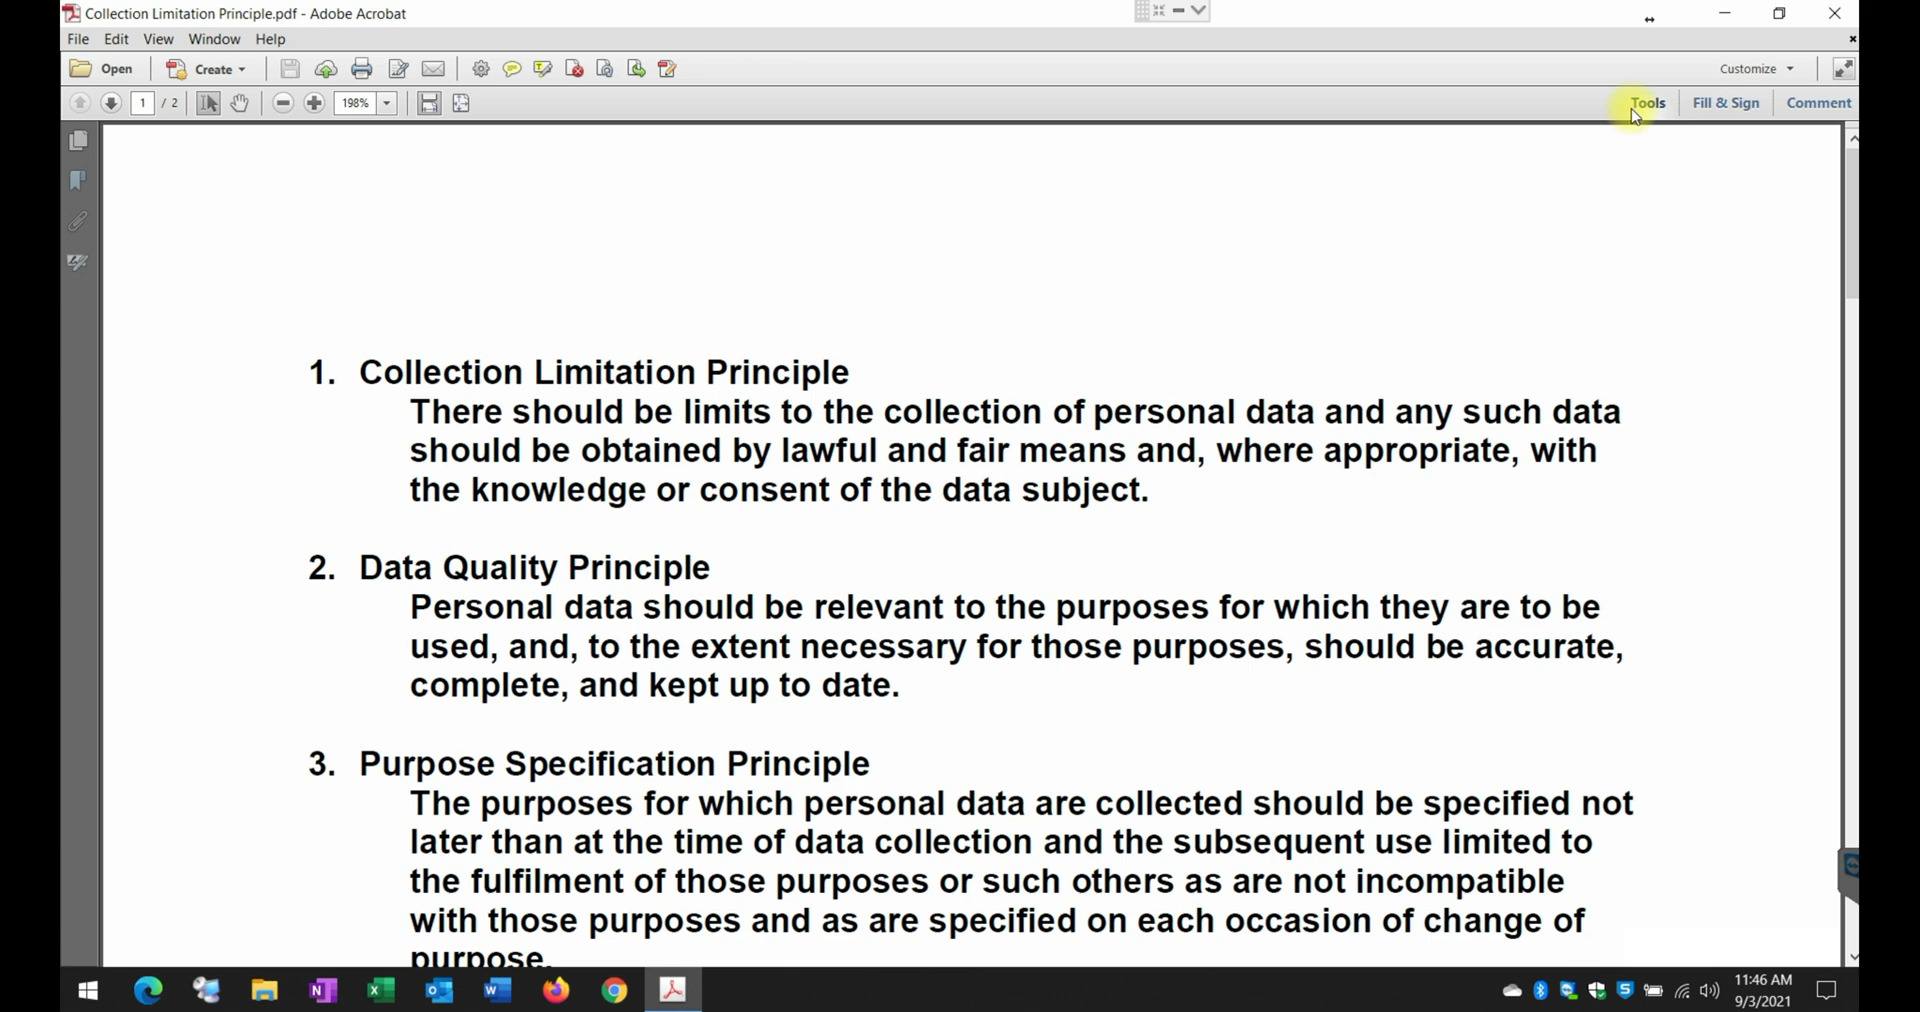 Collection Limitation Principle.pdf - Adobe Acrobat
File Edit View Window Help
Open Create Customize
1 / 2 198% Tools Fill & Sign Comment
1. Collection Limitation Principle
There should be limits to the collection of personal data and any such data
should be obtained by lawful and fair means and, where appropriate, with
the knowledge or consent of the data subject.
2. Data Quality Principle
Personal data should be relevant to the purposes for which they are to be
used, and, to the extent necessary for those purposes, should be accurate,
complete, and kept up to date.
3. Purpose Specification Principle
The purposes for which personal data are collected should be specified not
later than at the time of data collection and the subsequent use limited to
the fulfilment of those purposes or such others as are not incompatible
with those purposes and as are specified on each occasion of change of
purpose.
11:46 AM
9/3/2021